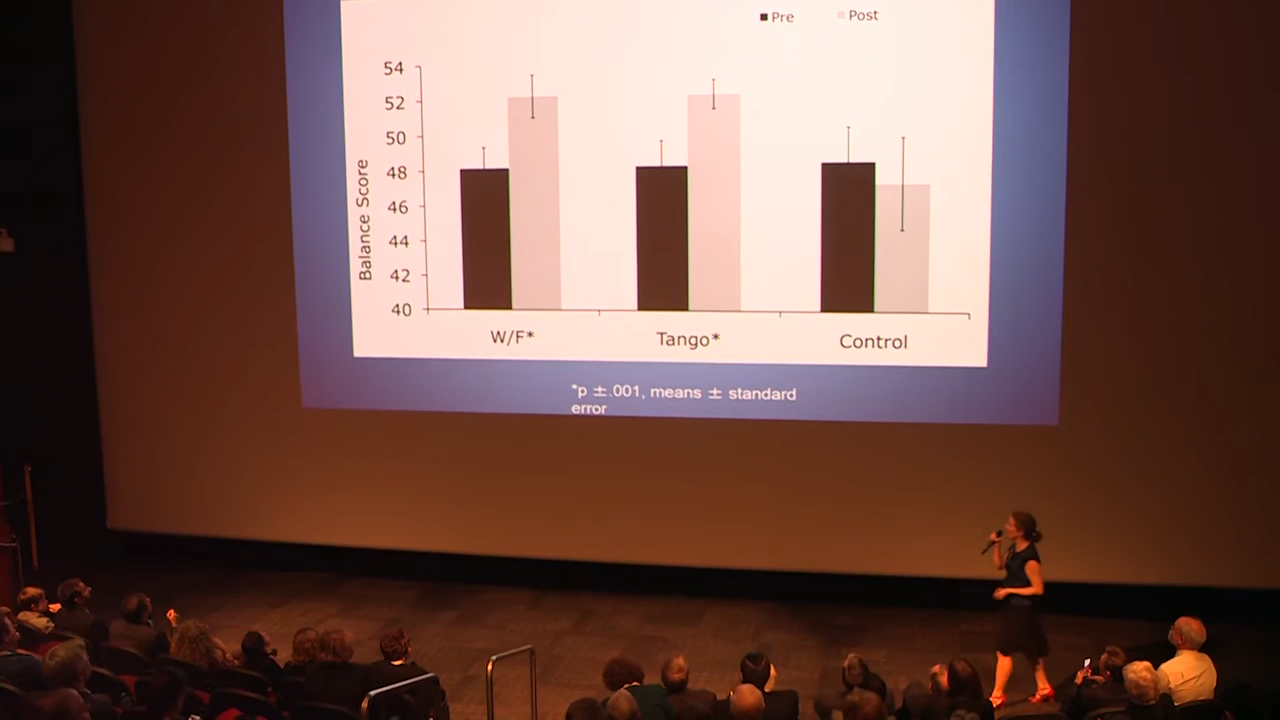 Pre Post
54
52
50
48
46
44
42
40
Balance Score
W/F* Tango* Control
*p ±.001, means ± standard
error